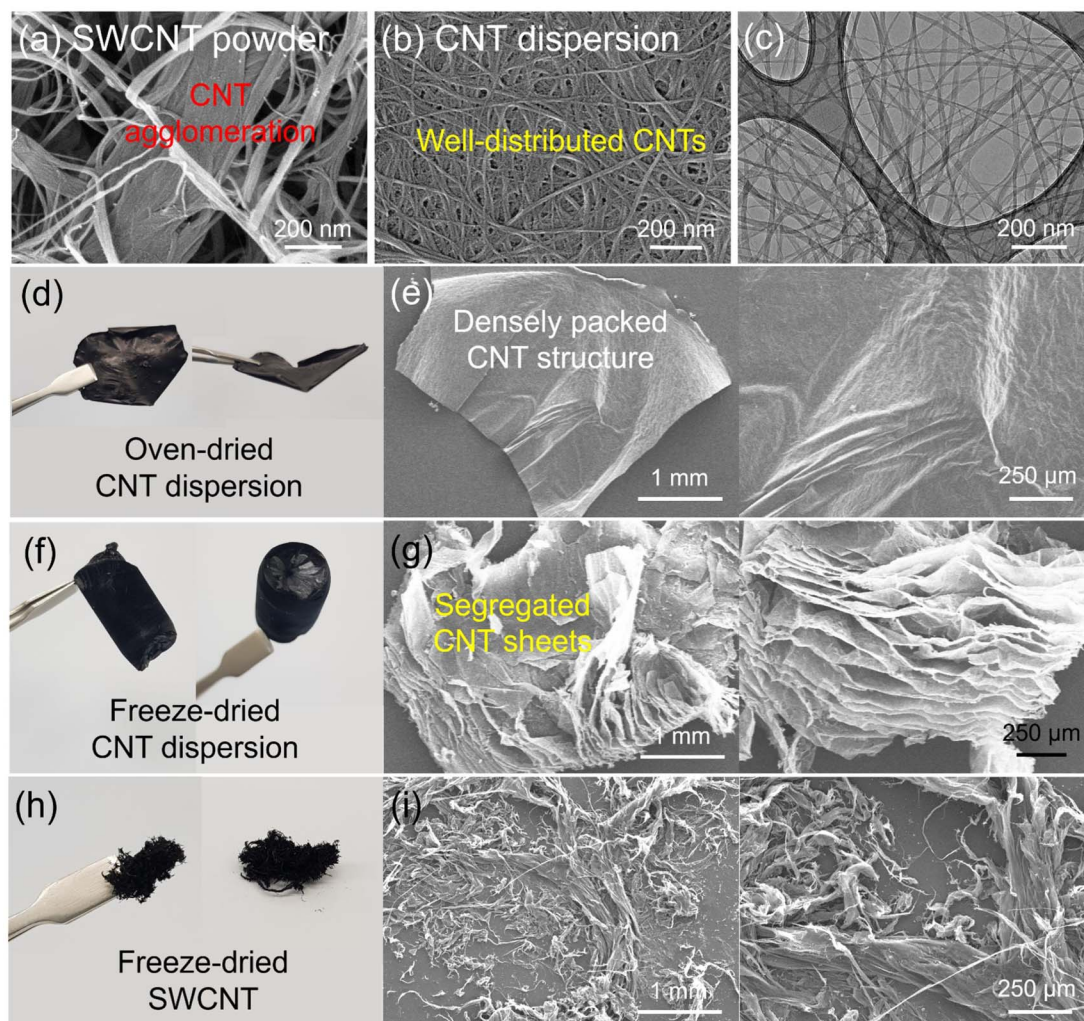 (a) SWCNT powder
CNT
agglomeration
200 nm
(b) CNT dispersion
Well-distributed CNTs
200 nm
(c)
200 nm
(d)
Oven-dried
CNT dispersion
(e)
Densely packed
CNT structure
1 mm
250 µm
(f)
Freeze-dried
CNT dispersion
(g)
Segregated
CNT sheets
1 mm
250 µm
(h)
Freeze-dried
SWCNT
(i)
1 mm
250 µm